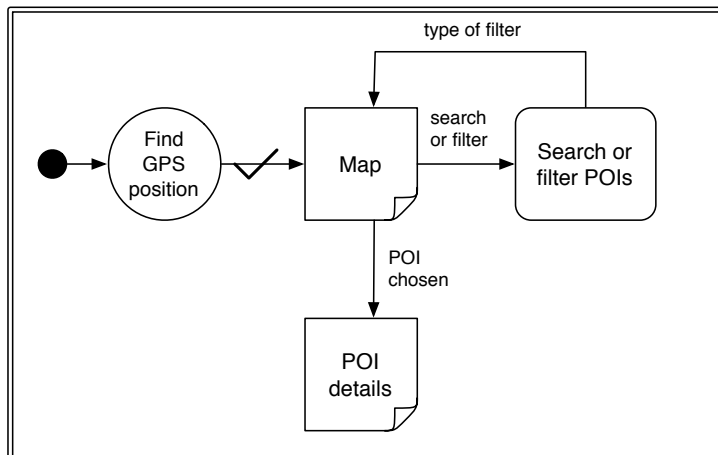 type of filter
Find
GPS
position
Map
search
or filter
Search or
filter POIs
POI
chosen
POI
details